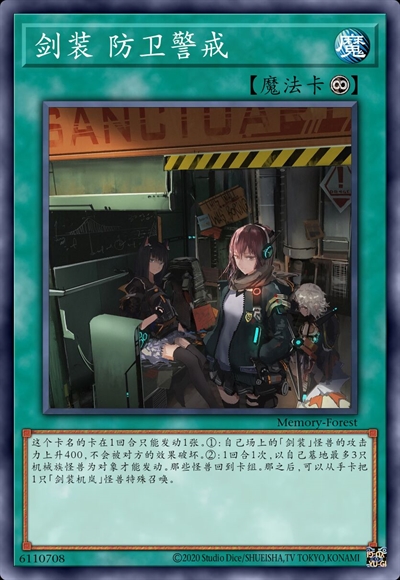 剑装 防卫警戒
魔
【魔法卡♾】
SANCTUA
Memory-Forest
这个卡名的卡在1回合只能发动1张。①：自己场上的「剑装」怪兽的攻击
力上升400，不会被对方的效果破坏。②：1回合1次，以自己墓地最多3只
机械族怪兽为对象才能发动。那些怪兽回到卡组。那之后，可以从手卡把
1只「剑装机岚」怪兽特殊召唤。
6110708
©2020 Studio Dice/SHUEISHA,TV TOKYO,KONAMI